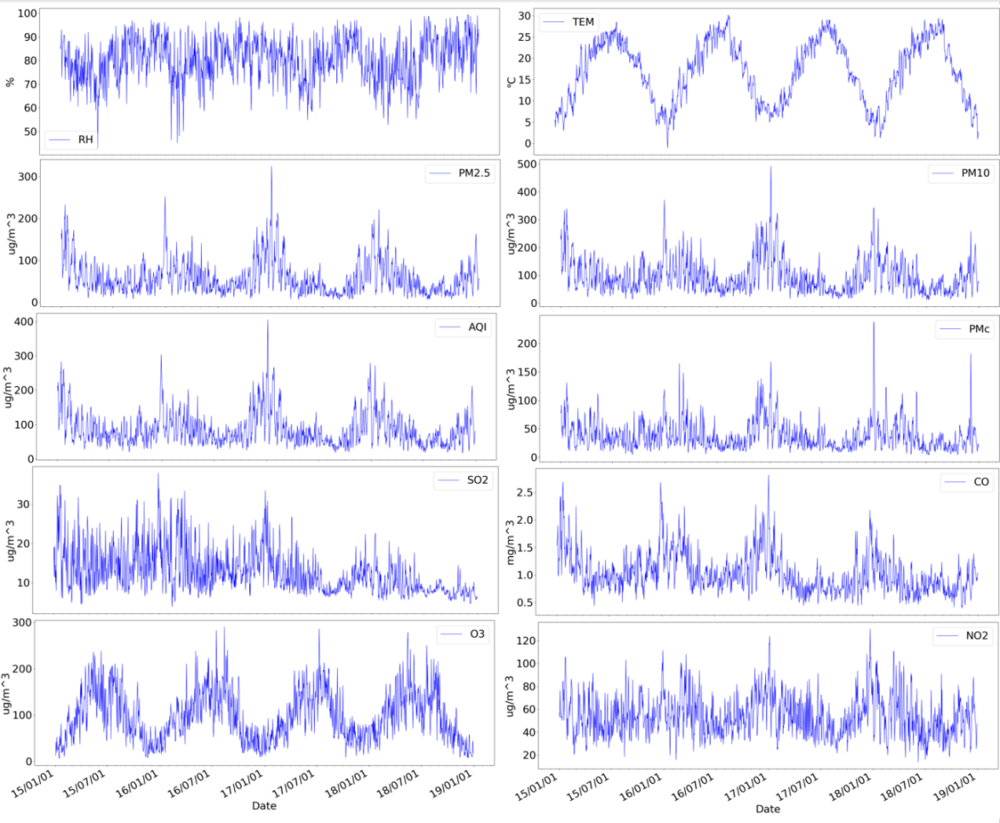 100
90
80
70
60
50
%
RH
30
25
20
15
10
5
0
℃
TEM
300
200
100
0
ug/m^3
PM2.5
500
400
300
200
100
0
ug/m^3
PM10
400
300
200
100
0
ug/m^3
AQI
200
150
100
50
0
ug/m^3
PMc
30
20
10
ug/m^3
SO2
2.5
2.0
1.5
1.0
0.5
mg/m^3
CO
300
200
100
0
ug/m^3
O3
15/01/01 15/07/01 16/01/01 16/07/01 17/01/01 17/07/01 18/01/01 18/07/01 19/01/01
Date
120
100
80
60
40
20
ug/m^3
NO2
15/01/01 15/07/01 16/01/01 16/07/01 17/01/01 17/07/01 18/01/01 18/07/01 19/01/01
Date